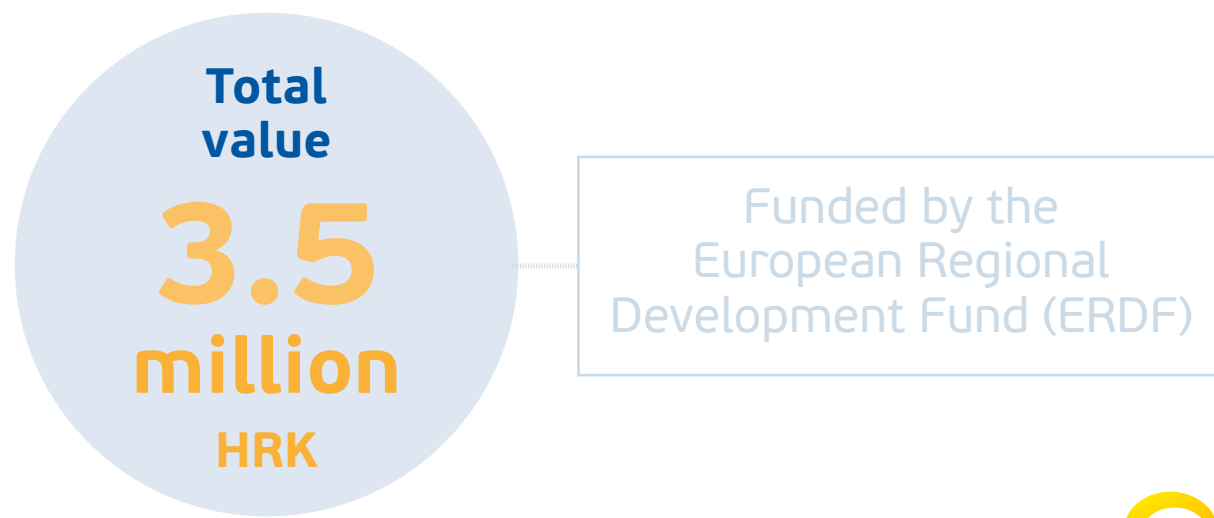 Total
value
3.5
million
HRK
Funded by the
European Regional
Development Fund (ERDF)